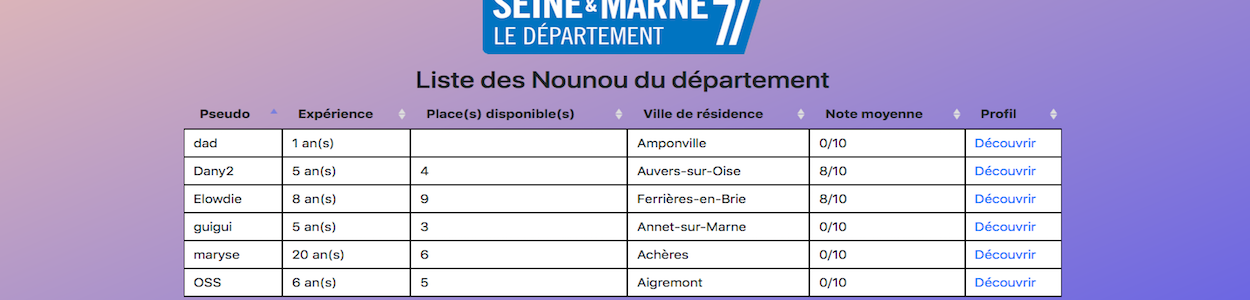 SEINE&MARNE 77
LE DÉPARTEMENT
Liste des Nounou du département
Pseudo Expérience Place(s) disponible(s) Ville de résidence Note moyenne Profil
dad 1 an(s) Amponville 0/10 Découvrir
Dany2 5 an(s) 4 Auvers-sur-Oise 8/10 Découvrir
Elowdie 8 an(s) 9 Ferrières-en-Brie 8/10 Découvrir
guigui 5 an(s) 3 Annet-sur-Marne 0/10 Découvrir
maryse 20 an(s) 6 Achères 0/10 Découvrir
OSS 6 an(s) 5 Aigremont 0/10 Découvrir